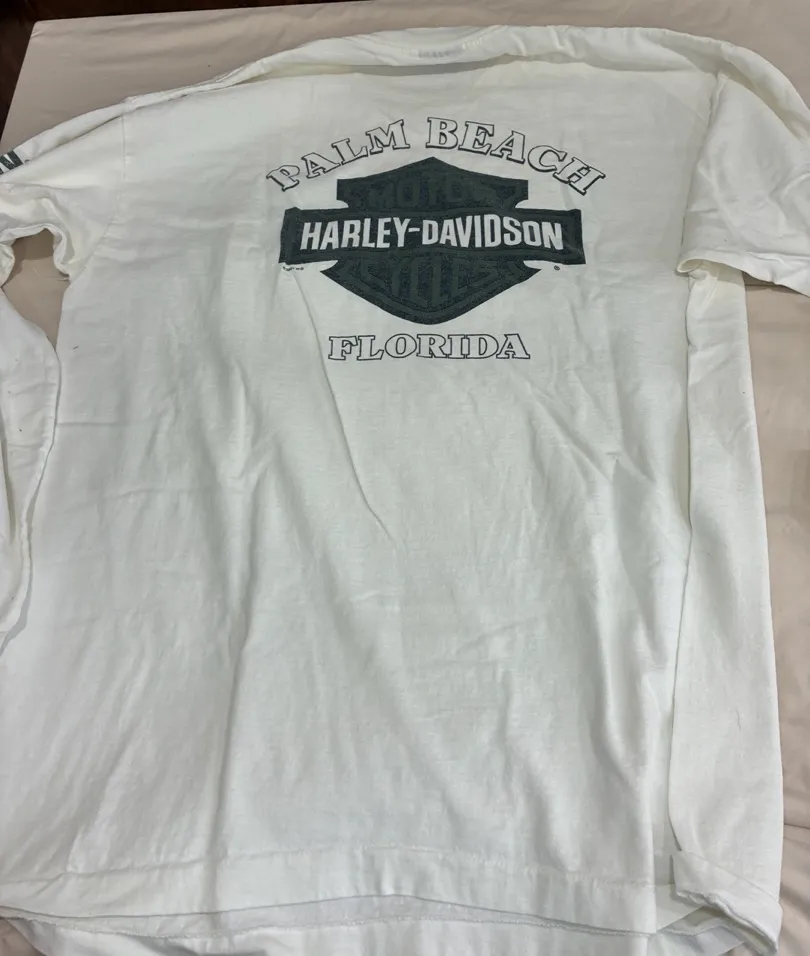 PALM BEACH
MOTOR
HARLEY-DAVIDSON
CYCLES
®
FLORIDA